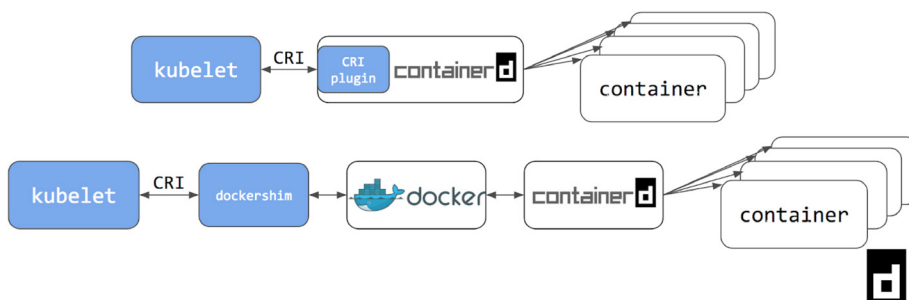 kubelet
CRI
CRI
plugin
containerd
container
kubelet
CRI
dockershim
docker
containerd
container
d